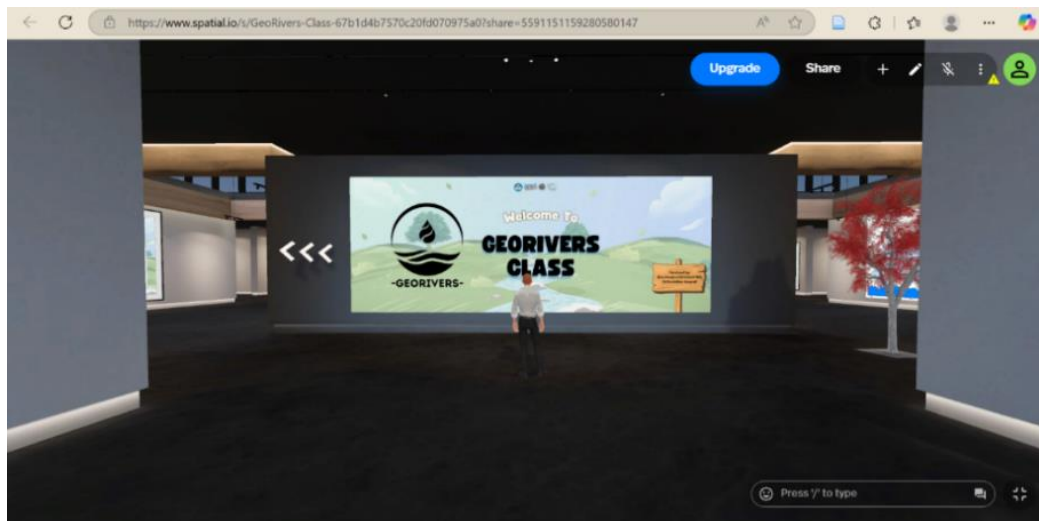 https://www.spatial.io/s/GeoRivers-Class-67b1d4b7570c20fd070975a0?share=5591151159280580147
Upgrade
Share
Welcome To
GEORIVERS
CLASS
-GEORIVERS-
<<<
Press "/" to type